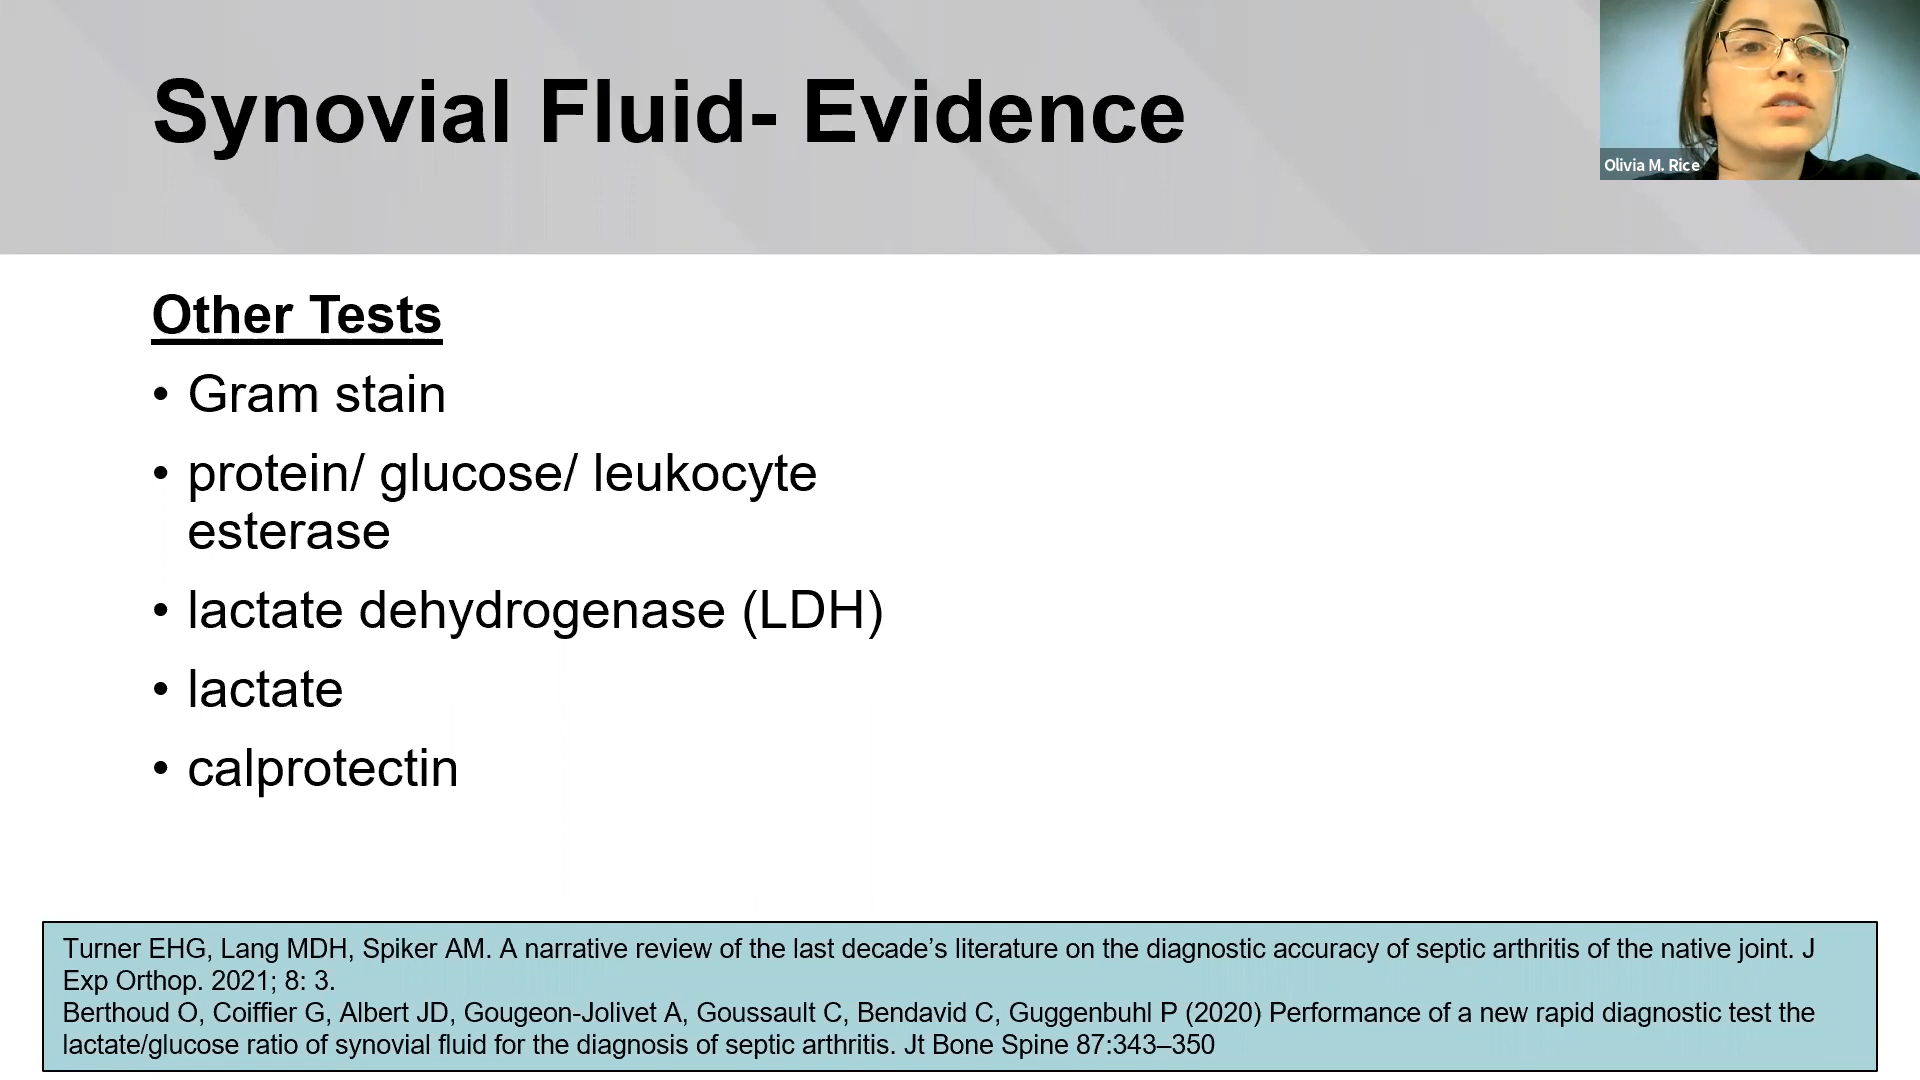 Synovial Fluid- Evidence
Olivia M. Rice
Other Tests
• Gram stain
• protein/ glucose/ leukocyte
esterase
• lactate dehydrogenase (LDH)
• lactate
• calprotectin
Turner EHG, Lang MDH, Spiker AM. A narrative review of the last decade’s literature on the diagnostic accuracy of septic arthritis of the native joint. J
Exp Orthop. 2021; 8: 3.
Berthoud O, Coiffier G, Albert JD, Gougeon-Jolivet A, Goussault C, Bendavid C, Guggenbuhl P (2020) Performance of a new rapid diagnostic test the
lactate/glucose ratio of synovial fluid for the diagnosis of septic arthritis. Jt Bone Spine 87:343–350